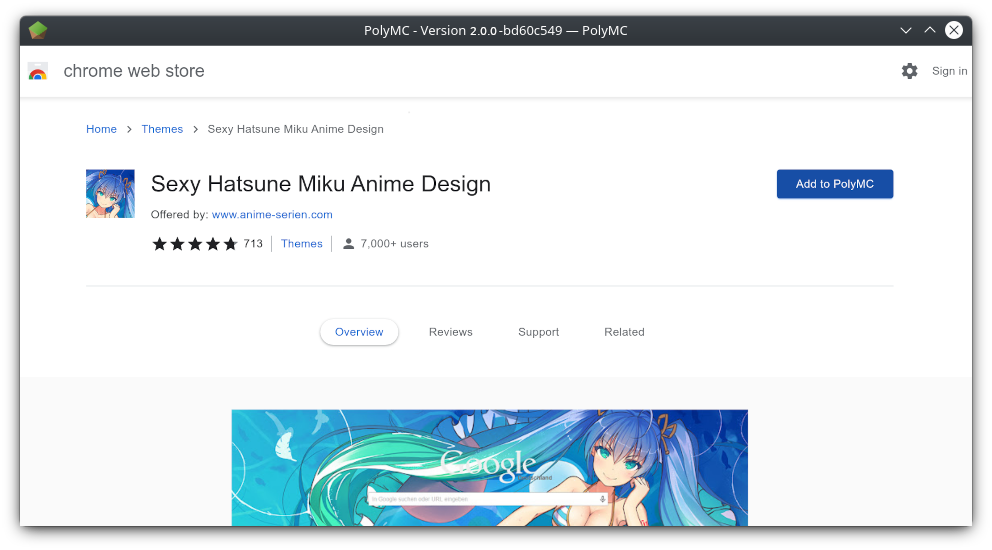 PolyMC - Version 2.0.0-bd60c549 — PolyMC
chrome web store
Sign in
Home > Themes > Sexy Hatsune Miku Anime Design
Sexy Hatsune Miku Anime Design
Add to PolyMC
Offered by: www.anime-serien.com
713 Themes 7,000+ users
Overview Reviews Support Related
Google
Deutschland
In Google suchen oder URL eingeben